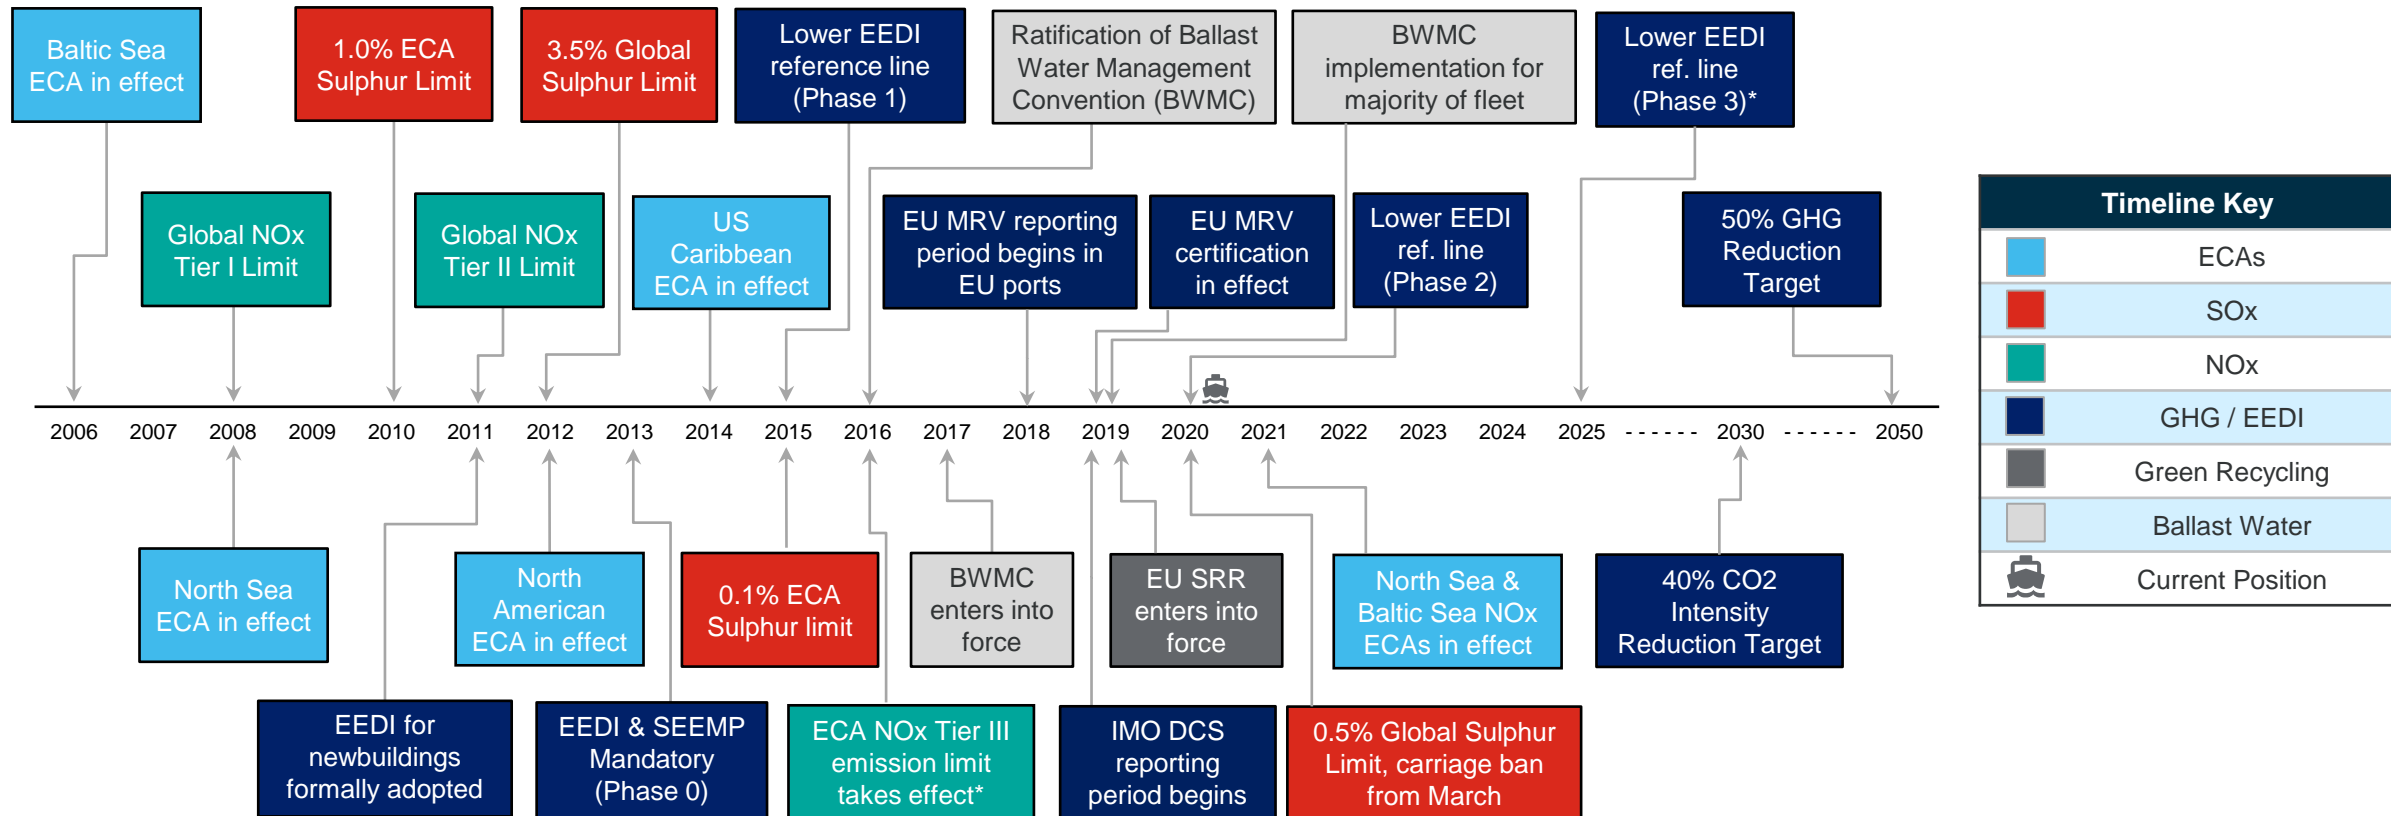 Baltic Sea
ECA in effect
1.0% ECA
Sulphur Limit
3.5% Global
Sulphur Limit
Lower EEDI
reference line
(Phase 1)
Ratification of Ballast
Water Management
Convention (BWMC)
BWMC
implementation for
majority of fleet
Lower EEDI
ref. line
(Phase 3)*
Global NOx
Tier I Limit
Global NOx
Tier II Limit
US
Caribbean
ECA in effect
EU MRV reporting
period begins in
EU ports
EU MRV
certification
in effect
Lower EEDI
ref. line
(Phase 2)
50% GHG
Reduction
Target
2006 2007 2008 2009 2010 2011 2012 2013 2014 2015 2016 2017 2018 2019 2020 2021 2022 2023 2024 2025 - - - - - - 2030 - - - - - - 2050
North Sea
ECA in effect
North
American
ECA in effect
0.1% ECA
Sulphur limit
BWMC
enters into
force
EU SRR
enters into
force
North Sea &
Baltic Sea NOx
ECAs in effect
40% CO2
Intensity
Reduction Target
EEDI for
newbuildings
formally adopted
EEDI & SEEMP
Mandatory
(Phase 0)
ECA NOx Tier III
emission limit
takes effect*
IMO DCS
reporting
period begins
0.5% Global Sulphur
Limit, carriage ban
from March
Timeline Key
ECAs
SOx
NOx
GHG / EEDI
Green Recycling
Ballast Water
Current Position